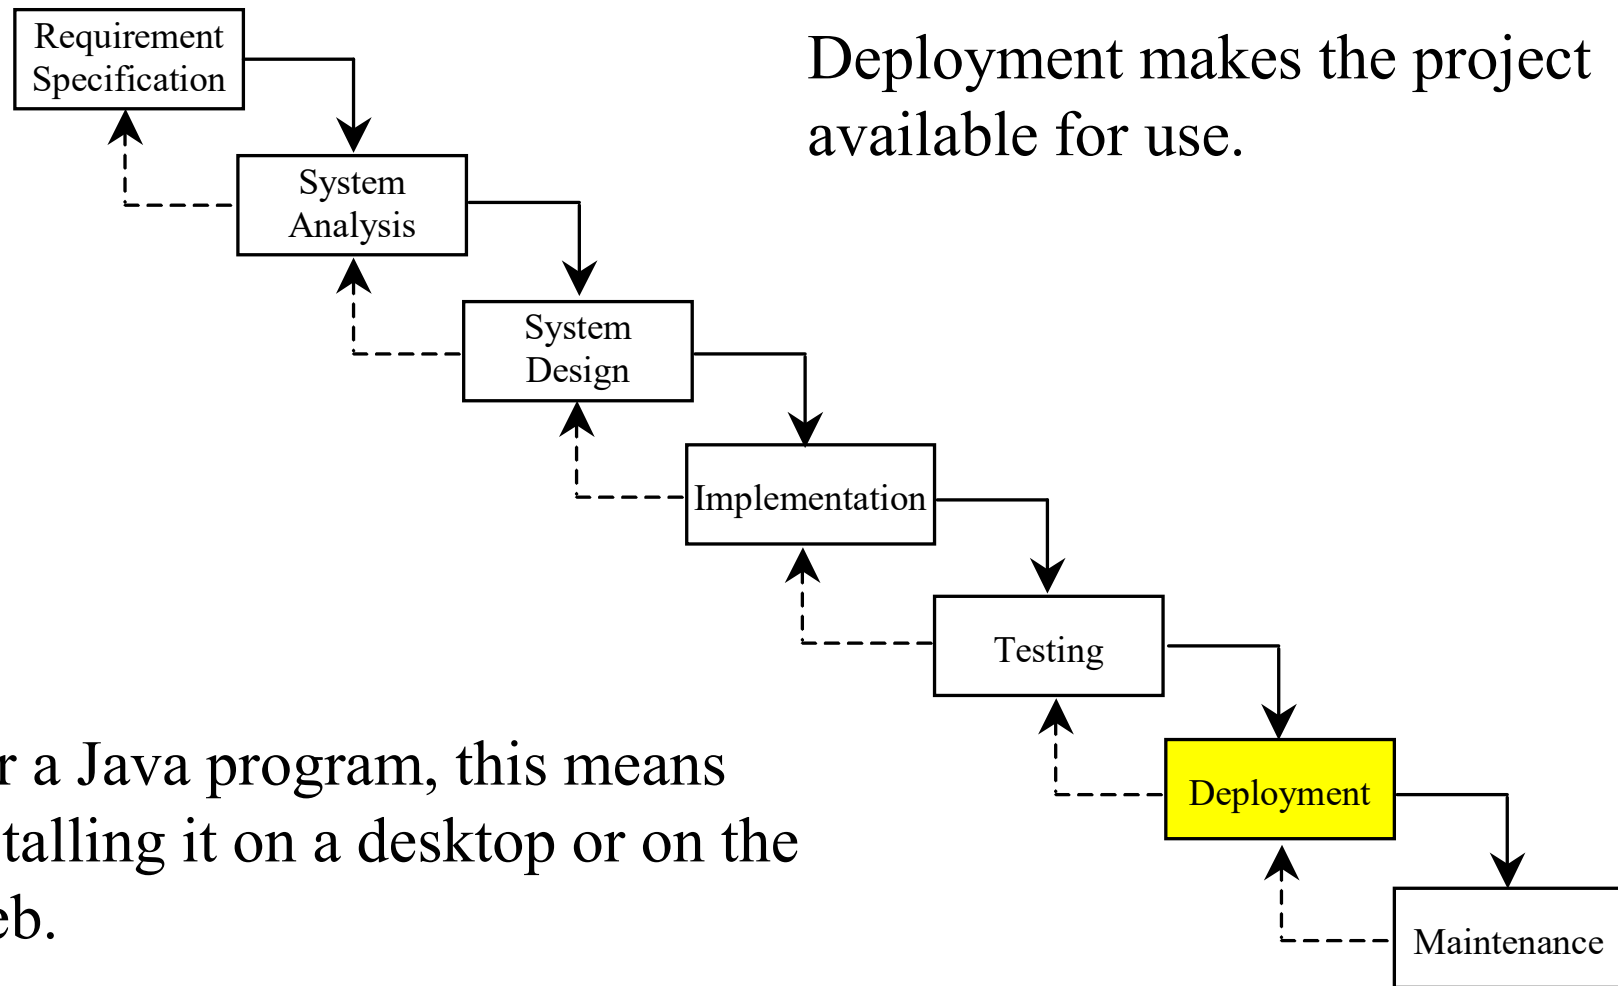 Requirement
Specification
Deployment makes the project
available for use.
System
Analysis
System
Design
Implementation
Testing
Deployment
Maintenance
r a Java program, this means
talling it on a desktop or on the
eb.